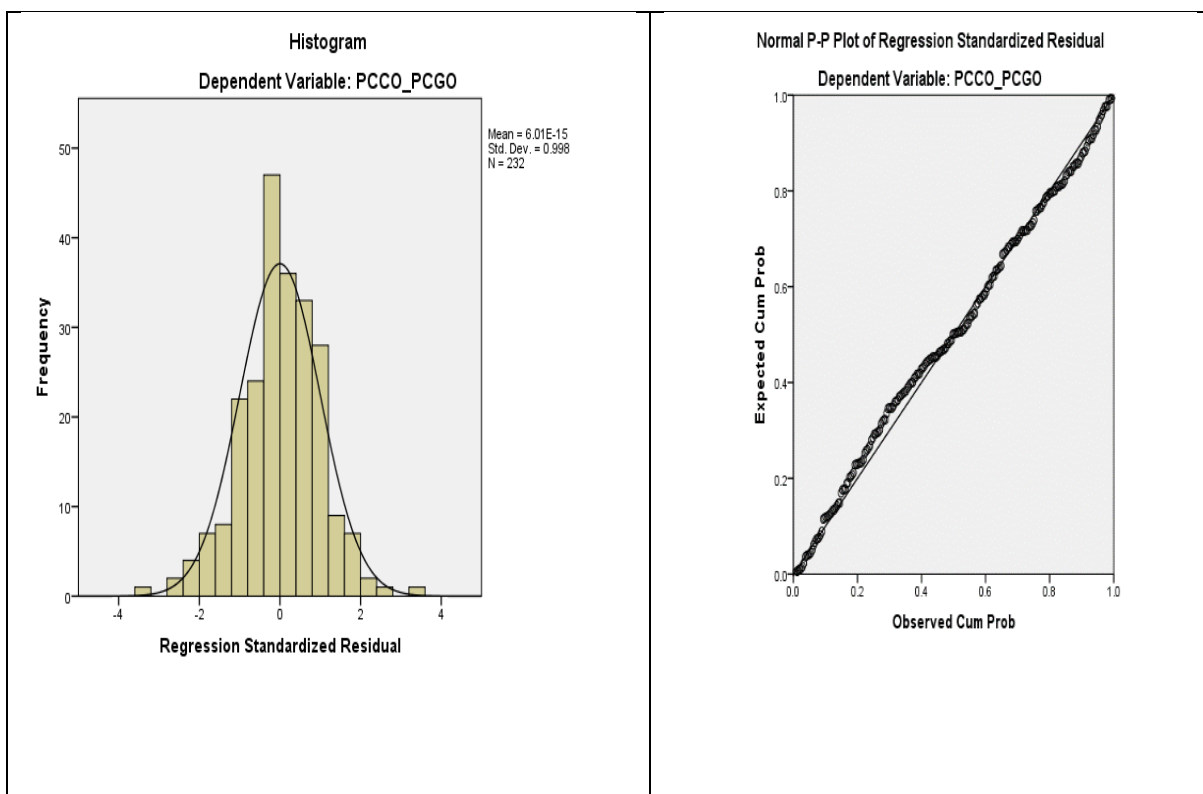 Histogram
Dependent Variable: PCCO_PCGO
Mean = 6.01E-15
Std. Dev. = 0.998
N = 232
Frequency
50
40
30
20
10
0
-4
-2
0
2
4
Regression Standardized Residual
Normal P-P Plot of Regression Standardized Residual
Dependent Variable: PCCO_PCGO
Expected Cum Prob
1.0
0.8
0.6
0.4
0.2
0.0
0.0
0.2
0.4
0.6
0.8
1.0
Observed Cum Prob